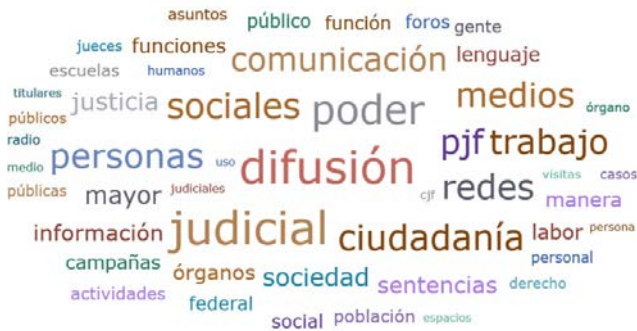 asuntos público función foros gente
jueces funciones comunicación lenguaje
escuelas humanos
titulares justicia sociales poder medios órgano
públicos
radio personas uso difusión pjf trabajo
medio visitas casos
públicas mayor judiciales cjf redes manera
información judicial ciudadanía labor persona
campañas órganos sociedad sentencias personal
actividades federal derecho
social población espacios